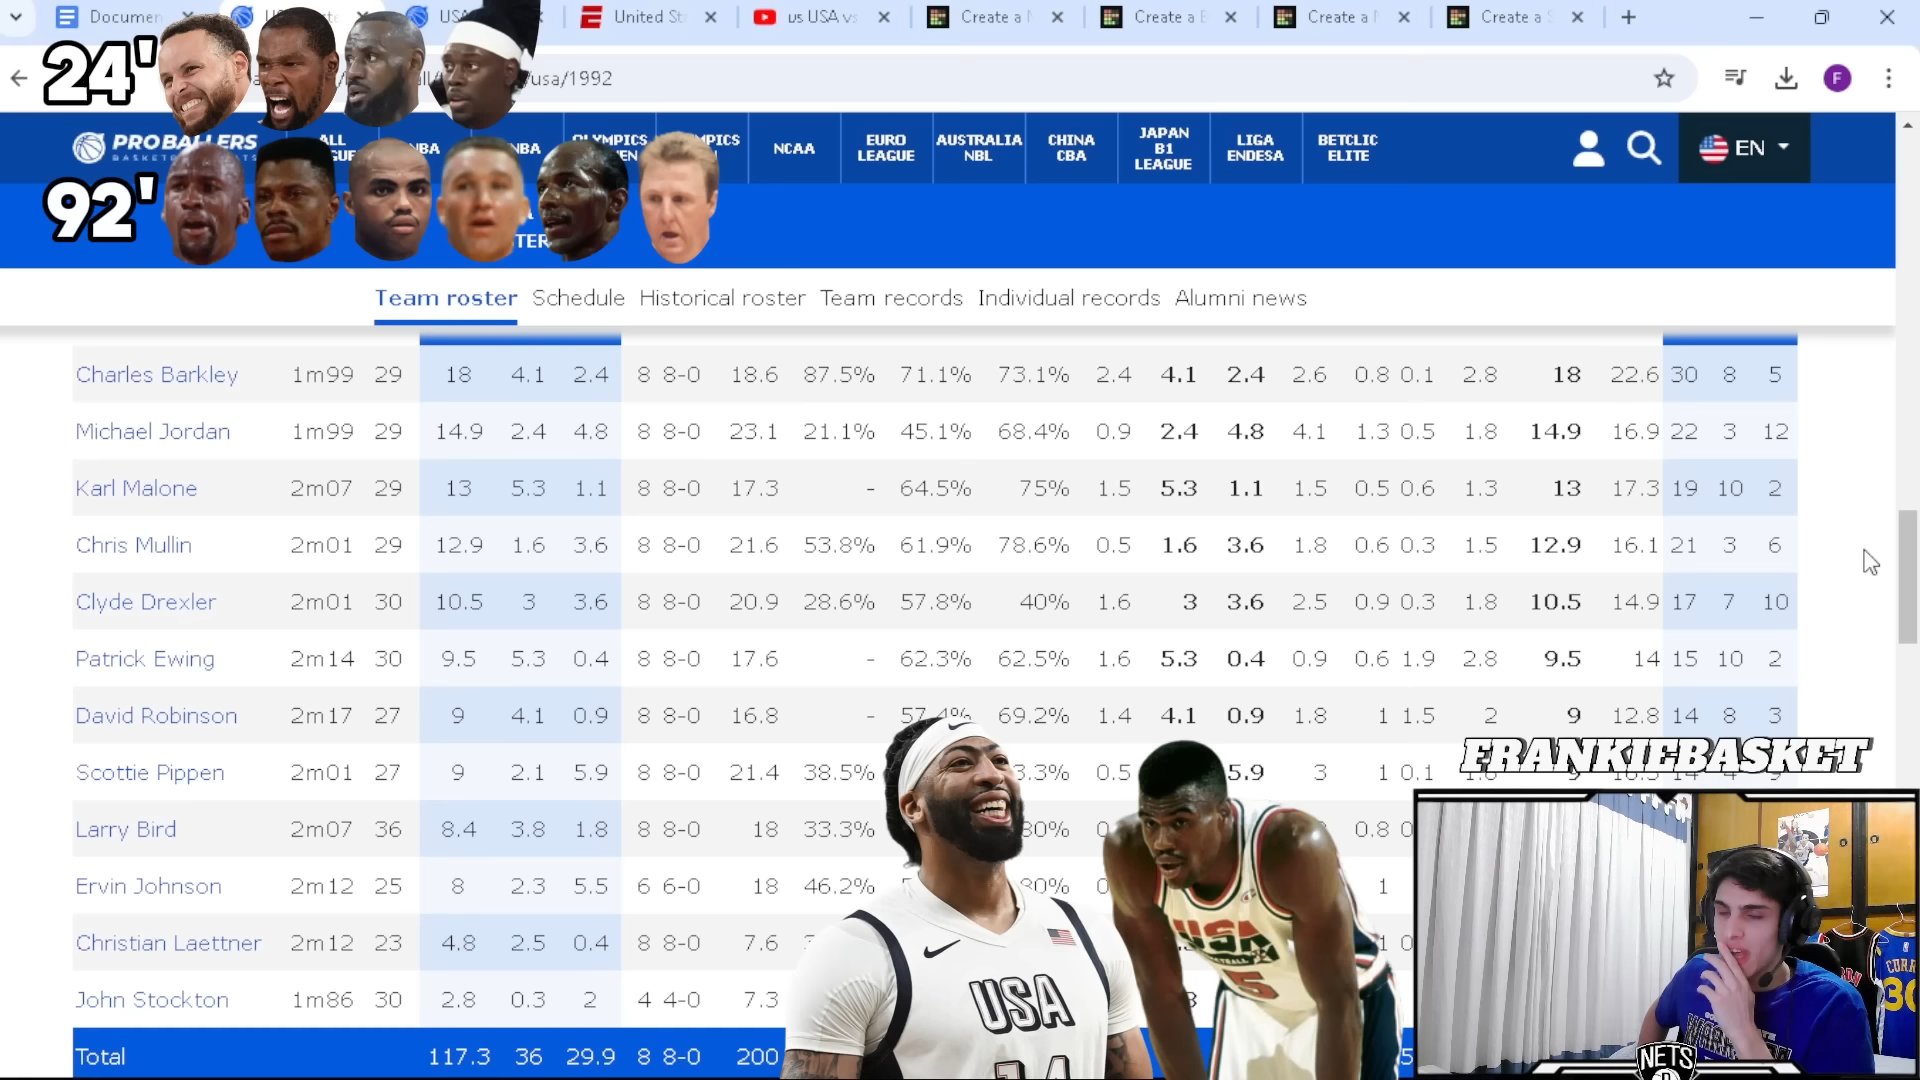 Documen
USA
United St
us USA vs
Create a
Create a
Create a
Create a
24'
usa/1992
92'
PROBALLERS
ALL
NBA
OLYMPICS
NCAA
EURO LEAGUE
AUSTRALIA NBL
CHINA CBA
JAPAN B1 LEAGUE
LIGA ENDESA
BETCLIC ELITE
EN
Team roster Schedule Historical roster Team records Individual records Alumni news
Charles Barkley 1m99 29 18 4.1 2.4 8 8-0 18.6 87.5% 71.1% 73.1% 2.4 4.1 2.4 2.6 0.8 0.1 2.8 18 22.6 30 8 5
Michael Jordan 1m99 29 14.9 2.4 4.8 8 8-0 23.1 21.1% 45.1% 68.4% 0.9 2.4 4.8 4.1 1.3 0.5 1.8 14.9 16.9 22 3 12
Karl Malone 2m07 29 13 5.3 1.1 8 8-0 17.3 - 64.5% 75% 1.5 5.3 1.1 1.5 0.5 0.6 1.3 13 17.3 19 10 2
Chris Mullin 2m01 29 12.9 1.6 3.6 8 8-0 21.6 53.8% 61.9% 78.6% 0.5 1.6 3.6 1.8 0.6 0.3 1.5 12.9 16.1 21 3 6
Clyde Drexler 2m01 30 10.5 3 3.6 8 8-0 20.9 28.6% 57.8% 40% 1.6 3 3.6 2.5 0.9 0.3 1.8 10.5 14.9 17 7 10
Patrick Ewing 2m14 30 9.5 5.3 0.4 8 8-0 17.6 - 62.3% 62.5% 1.6 5.3 0.4 0.9 0.6 1.9 2.8 9.5 14 15 10 2
David Robinson 2m17 27 9 4.1 0.9 8 8-0 16.8 - 57.4% 69.2% 1.4 4.1 0.9 1.8 1 1.5 2 9 12.8 14 8 3
Scottie Pippen 2m01 27 9 2.1 5.9 8 8-0 21.4 38.5% 3.3% 0.5 5.9 3 1 0.1
FRANKIEBASKET
Larry Bird 2m07 36 8.4 3.8 1.8 8 8-0 18 33.3% 80% 0.8
Ervin Johnson 2m12 25 8 2.3 5.5 6 6-0 18 46.2% 80% 1
Christian Laettner 2m12 23 4.8 2.5 0.4 8 8-0 7.6
John Stockton 1m86 30 2.8 0.3 2 4 4-0 7.3
Total 117.3 36 29.9 8 8-0 200
USA
14
USA
5
NETS
CURR
30